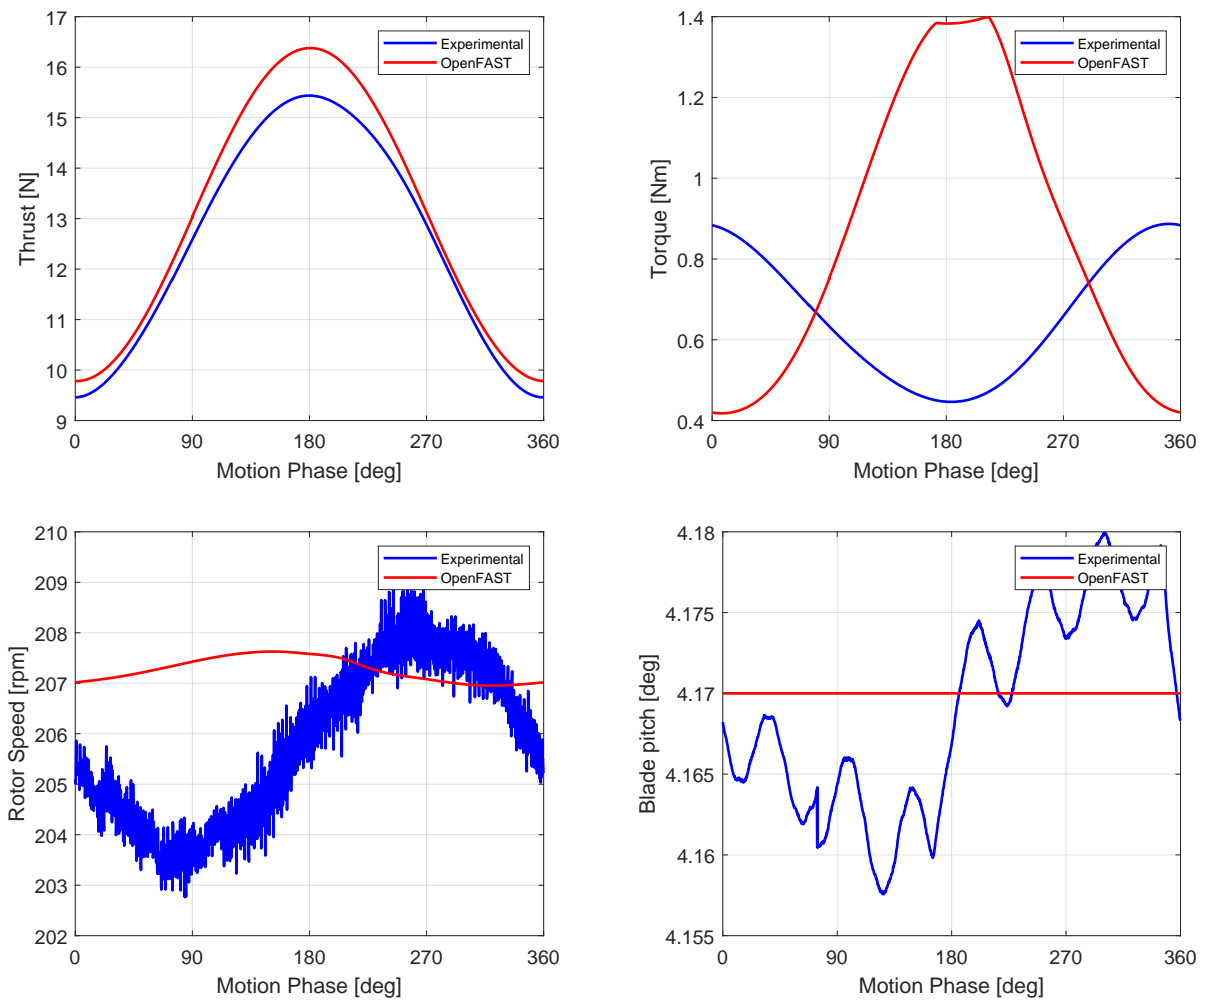 17
16
15
14
13
12
11
10
9
Thrust [N]
0 90 180 270 360
Motion Phase [deg]
Experimental
OpenFAST
1.4
1.2
1
0.8
0.6
0.4
Torque [Nm]
0 90 180 270 360
Motion Phase [deg]
Experimental
OpenFAST
210
209
208
207
206
205
204
203
202
Rotor Speed [rpm]
0 90 180 270 360
Motion Phase [deg]
Experimental
OpenFAST
4.18
4.175
4.17
4.165
4.16
4.155
Blade pitch [deg]
0 90 180 270 360
Motion Phase [deg]
Experimental
OpenFAST